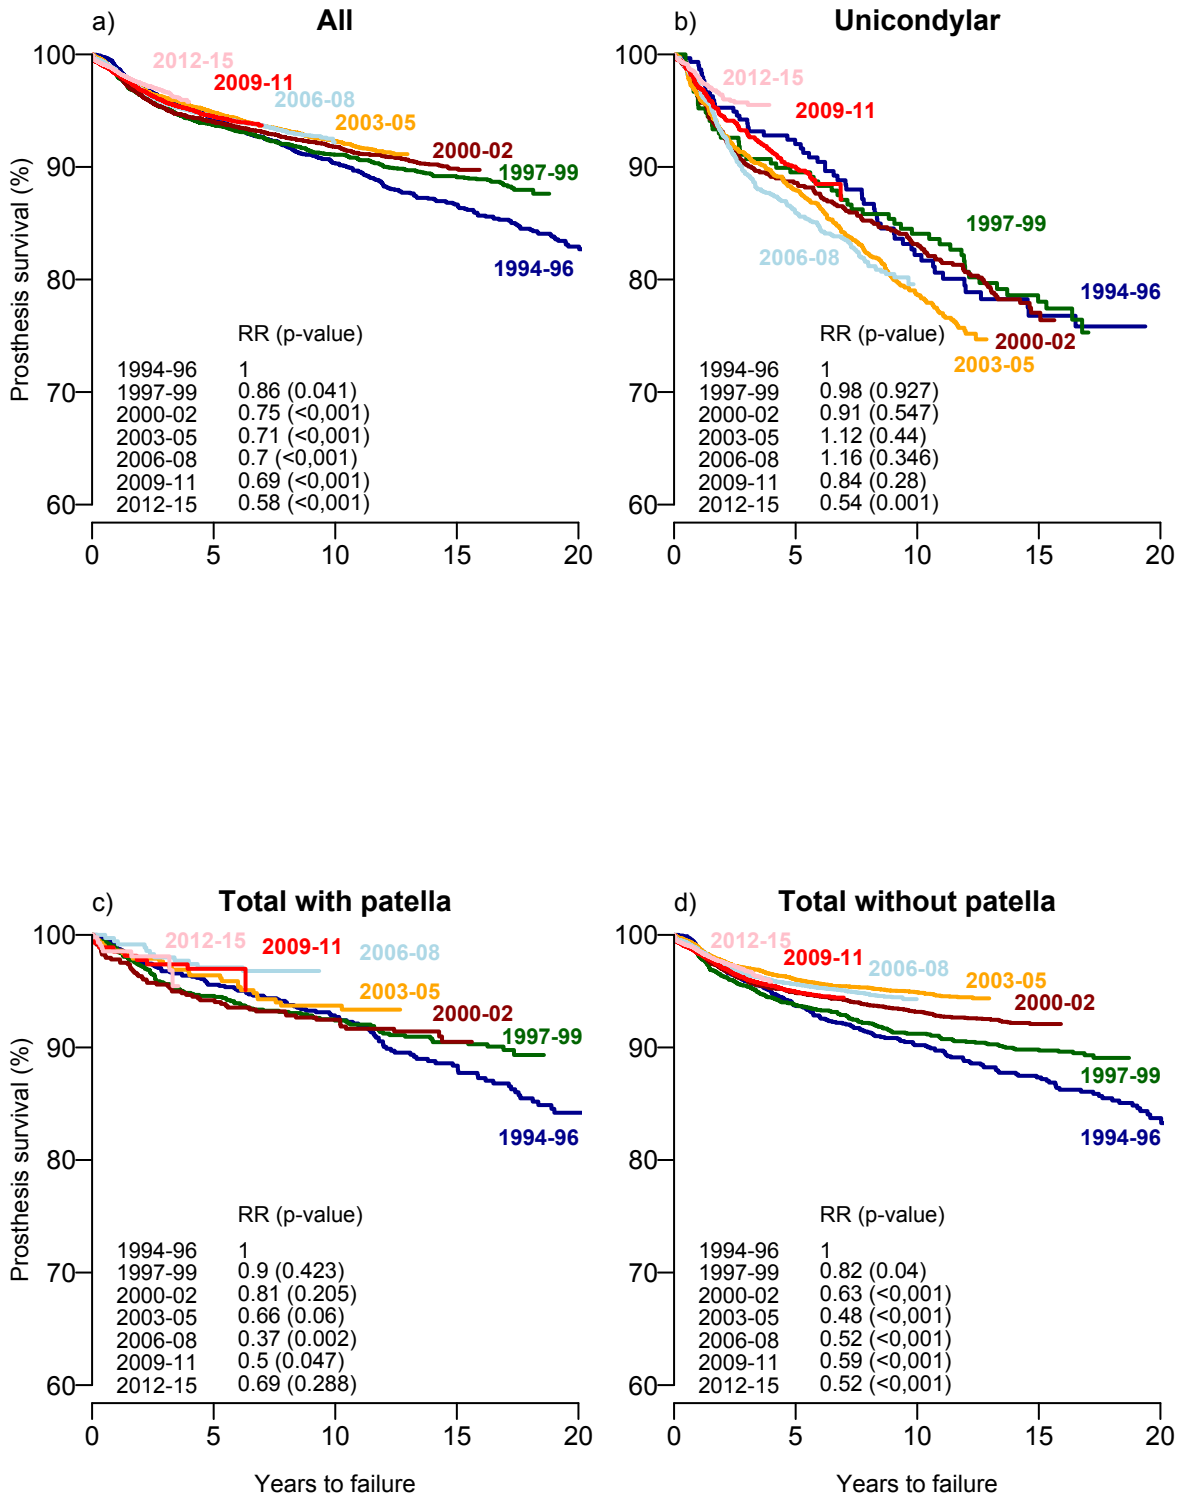 a) All
100
90
80
70
60
Prosthesis survival (%)
2012-15
2009-11
2006-08
2003-05
2000-02
1997-99
1994-96
RR (p-value)
1994-96 1
1997-99 0.86 (0.041)
2000-02 0.75 (<0,001)
2003-05 0.71 (<0,001)
2006-08 0.7 (<0,001)
2009-11 0.69 (<0,001)
2012-15 0.58 (<0,001)
0 5 10 15 20
b) Unicondylar
100
90
80
70
60
2012-15
2009-11
1997-99
2006-08
1994-96
2000-02
2003-05
RR (p-value)
1994-96 1
1997-99 0.98 (0.927)
2000-02 0.91 (0.547)
2003-05 1.12 (0.44)
2006-08 1.16 (0.346)
2009-11 0.84 (0.28)
2012-15 0.54 (0.001)
0 5 10 15 20
c) Total with patella
100
90
80
70
60
Prosthesis survival (%)
2012-15
2009-11
2006-08
2003-05
2000-02
1997-99
1994-96
RR (p-value)
1994-96 1
1997-99 0.9 (0.423)
2000-02 0.81 (0.205)
2003-05 0.66 (0.06)
2006-08 0.37 (0.002)
2009-11 0.5 (0.047)
2012-15 0.69 (0.288)
0 5 10 15 20
Years to failure
d) Total without patella
100
90
80
70
60
2012-15
2009-11
2006-08
2003-05
2000-02
1997-99
1994-96
RR (p-value)
1994-96 1
1997-99 0.82 (0.04)
2000-02 0.63 (<0,001)
2003-05 0.48 (<0,001)
2006-08 0.52 (<0,001)
2009-11 0.59 (<0,001)
2012-15 0.52 (<0,001)
0 5 10 15 20
Years to failure